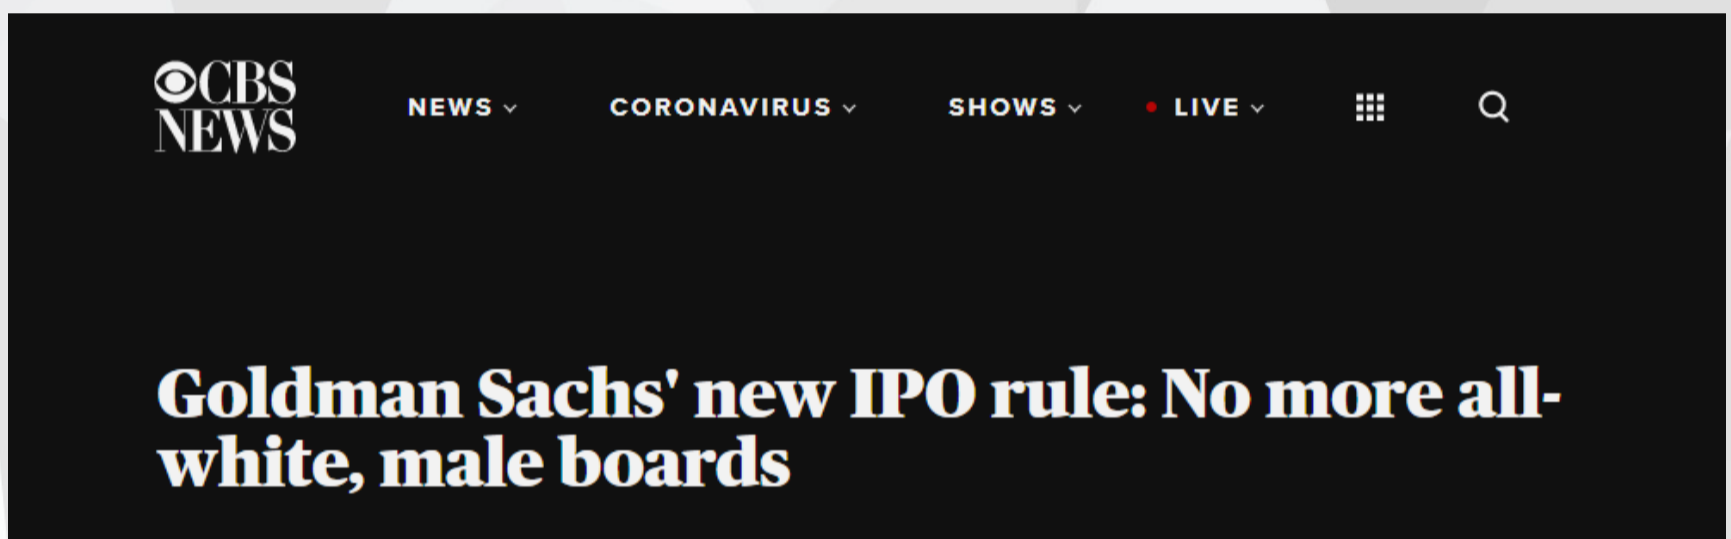 CBS
NEWS
NEWS
CORONAVIRUS
SHOWS
LIVE
Goldman Sachs' new IPO rule: No more all-
white, male boards